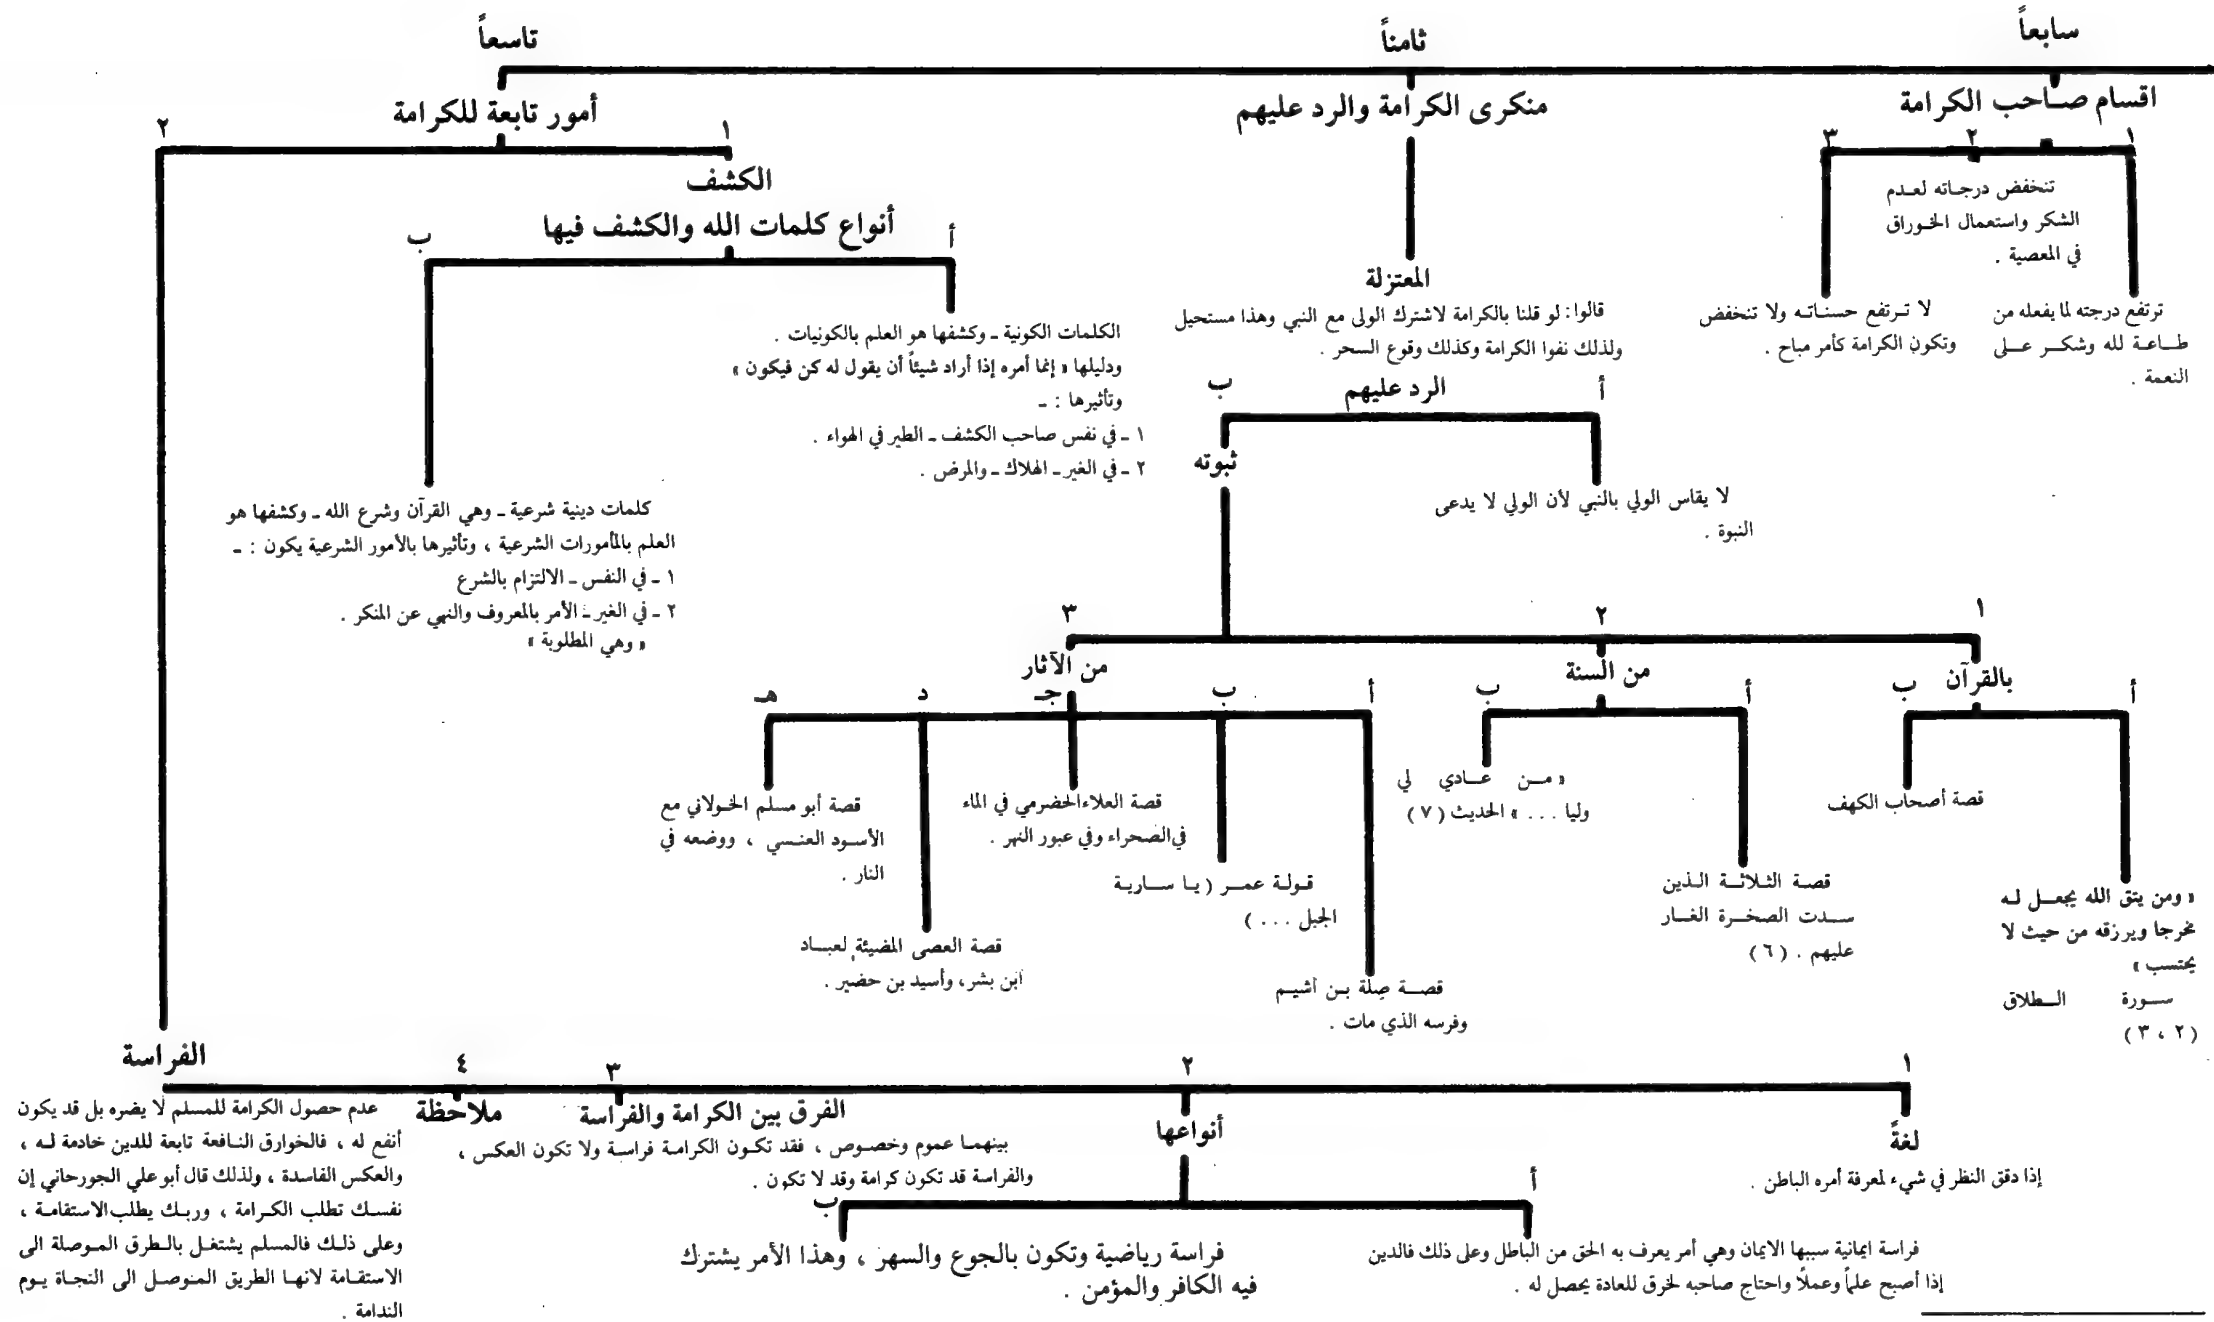 سابعاً
اقسام صاحب الكرامة
١
ترتفع درجته لما يفعله من
طاعة لله وشكر على
النعمة .
٢
تنخفض درجاته لعدم
الشكر واستعمال الخوراق
في المعصية .
٣
لا ترتفع حسناته ولا تنخفض
وتكون الكرامة كأمر مباح .
ثامناً
منكرى الكرامة والرد عليهم
المعتزلة
قالوا : لو قلنا بالكرامة لاشترك الولى مع النبي وهذا مستحيل
ولذلك نفوا الكرامة وكذلك وقوع السحر .
الرد عليهم
أ
لا يقاس الولي بالنبي لأن الولي لا يدعى
النبوة .
ب
ثبوته
١
بالقرآن
أ
« ومن يتق الله يجعل له
مخرجا ويرزقه من حيث لا
يحتسب »
سورة الطلاق
( ٢ ، ٣ )
ب
قصة أصحاب الكهف
٢
من السنة
أ
قصة الثلاثة الذين
سدت الصخرة الغار
عليهم . ( ٦ )
ب
« من عادي لي
وليا . . . » الحديث ( ٧ )
٣
من الآثار
أ
قصة صِلة بن اشيم
وفرسه الذي مات .
ب
قولة عمر ( يا سارية
الجبل . . . )
جـ
قصة العلاء الحضرمي في الماء
في الصحراء وفي عبور النهر .
د
قصة العصى المضيئة لعباد
ابن بشر ، وأسيد بن حضير .
هـ
قصة أبو مسلم الخولاني مع
الأسود العنسي ، ووضعه في
النار .
تاسعاً
أمور تابعة للكرامة
١
الكشف
أنواع كلمات الله والكشف فيها
أ
الكلمات الكونية ـ وكشفها هو العلم بالكونيات .
ودليلها « إنما أمره إذا أراد شيئاً أن يقول له كن فيكون »
وتأثيرها : ـ
١ ـ في نفس صاحب الكشف ـ الطير في الهواء .
٢ ـ في الغير ـ الهلاك ـ والمرض .
ب
كلمات دينية شرعية ـ وهي القرآن وشرع الله ـ وكشفها هو
العلم بالمأمورات الشرعية ، وتأثيرها بالأمور الشرعية يكون : ـ
١ ـ في النفس ـ الالتزام بالشرع
٢ ـ في الغير ـ الأمر بالمعروف والنهي عن المنكر .
« وهي المطلوبة »
٢
الفراسة
١
لغةً
إذا دقق النظر في شيء لمعرفة أمره الباطن .
٢
أنواعها
أ
فراسة ايمانية سببها الايمان وهي أمر يعرف به الحق من الباطل وعلى ذلك فالدين
إذا أصبح علماً وعملاً واحتاج صاحبه لخرق للعادة يحصل له .
ب
فراسة رياضية وتكون بالجوع والسهر ، وهذا الأمر يشترك
فيه الكافر والمؤمن .
٣
الفرق بين الكرامة والفراسة
بينهما عموم وخصوص ، فقد تكون الكرامة فراسة ولا تكون العكس ،
والفراسة قد تكون كرامة وقد لا تكون .
٤
ملاحظة
عدم حصول الكرامة للمسلم لا يضره بل قد يكون
أنفع له ، فالخوارق النافعة تابعة للدين خادمة له ،
والعكس الفاسدة ، ولذلك قال أبو علي الجورحاني إن
نفسك تطلب الكرامة ، وربك يطلب الاستقامة ،
وعلى ذلك فالمسلم يشتغل بالطرق الموصلة الى
الاستقامة لانها الطريق الموصل الى النجاة يوم
الندامة .